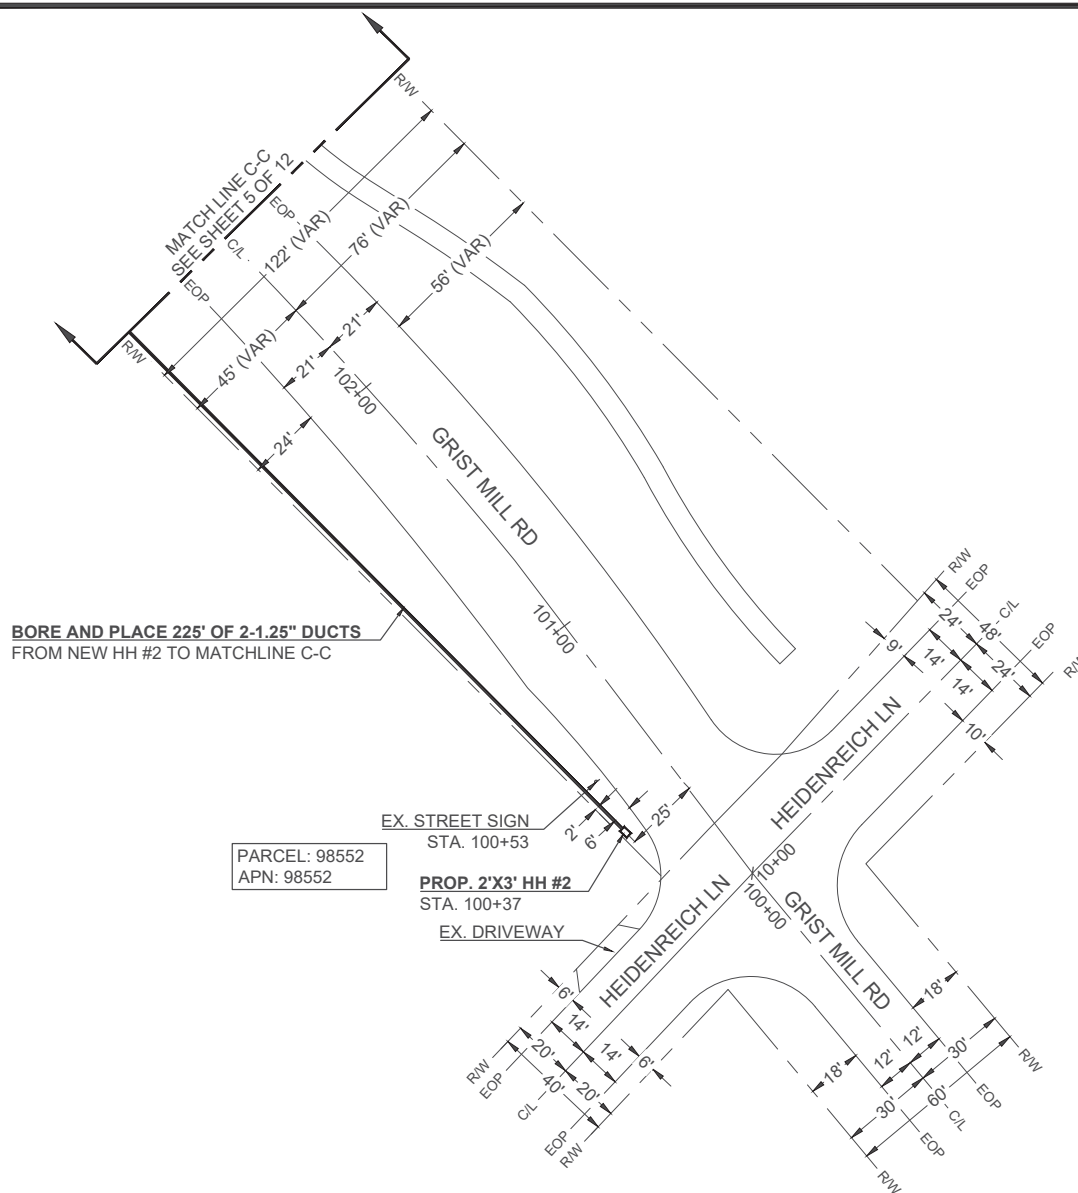 R/W
MATCH LINE C-C
SEE SHEET 5 OF 12
EOP
C/L
EOP
R/W
122' (VAR)
76' (VAR)
56' (VAR)
45' (VAR)
21'
21'
24'
102+00
GRIST MILL RD
101+00
BORE AND PLACE 225' OF 2-1.25" DUCTS
FROM NEW HH #2 TO MATCHLINE C-C
R/W
EOP
C/L
EOP
R/W
24'
48'
24'
9'
14'
14'
10'
HEIDENREICH LN
EX. STREET SIGN
STA. 100+53
2'
6'
25'
PARCEL: 98552
APN: 98552
PROP. 2'X3' HH #2
STA. 100+37
EX. DRIVEWAY
10+00
100+00
HEIDENREICH LN
GRIST MILL RD
6'
14'
14'
6'
20'
40'
20'
R/W
EOP
C/L
EOP
R/W
18'
18'
12'
12'
30'
30'
60'
R/W
EOP
C/L
EOP
R/W